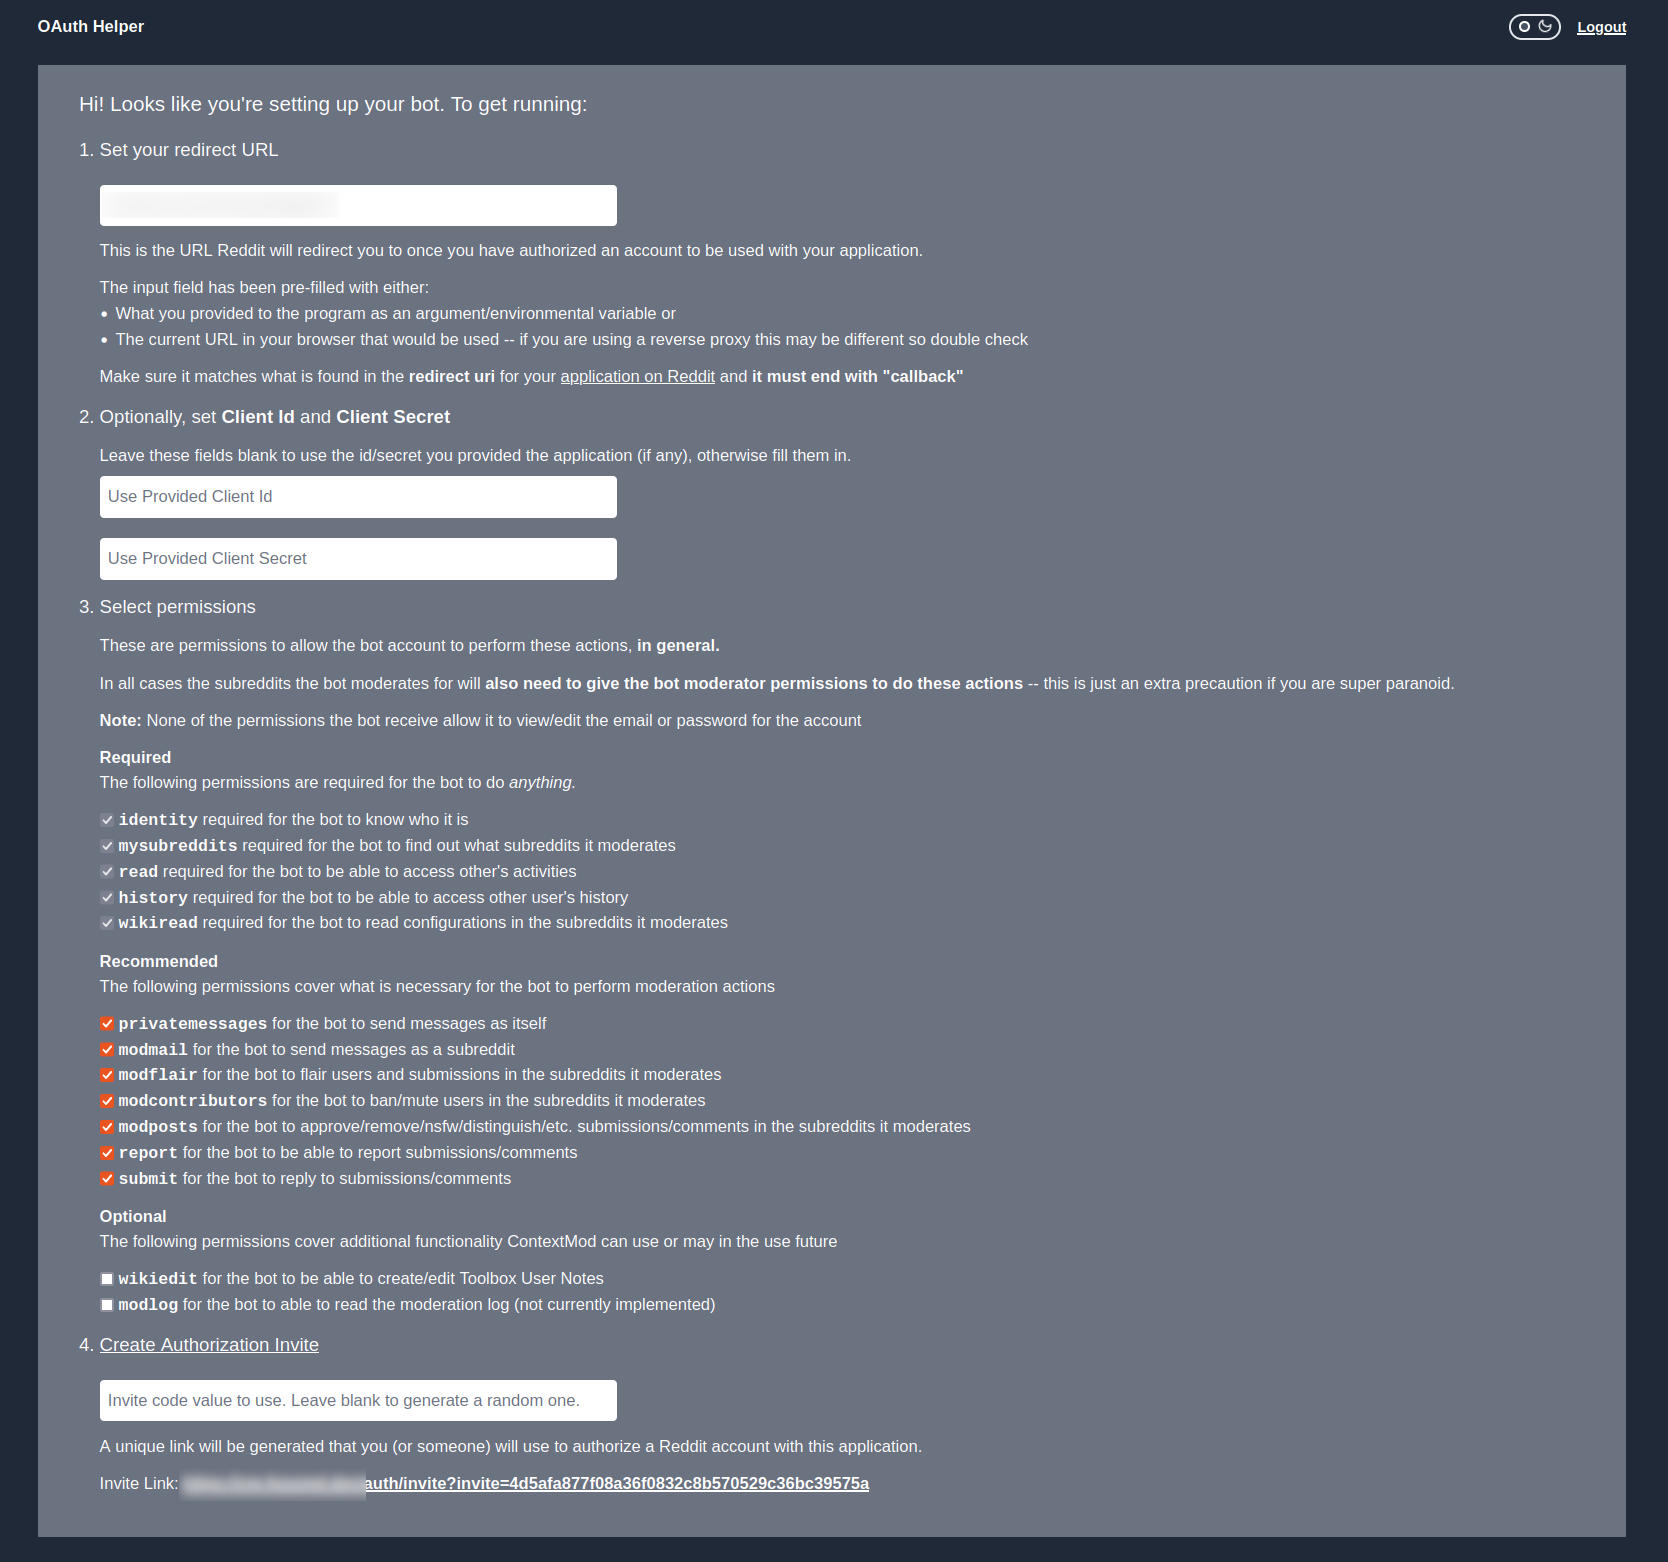 OAuth Helper
Logout
Hi! Looks like you're setting up your bot. To get running:
1. Set your redirect URL
This is the URL Reddit will redirect you to once you have authorized an account to be used with your application.
The input field has been pre-filled with either:
• What you provided to the program as an argument/environmental variable or
• The current URL in your browser that would be used -- if you are using a reverse proxy this may be different so double check
Make sure it matches what is found in the redirect uri for your application on Reddit and it must end with "callback"
2. Optionally, set Client Id and Client Secret
Leave these fields blank to use the id/secret you provided the application (if any), otherwise fill them in.
Use Provided Client Id
Use Provided Client Secret
3. Select permissions
These are permissions to allow the bot account to perform these actions, in general.
In all cases the subreddits the bot moderates for will also need to give the bot moderator permissions to do these actions -- this is just an extra precaution if you are super paranoid.
Note: None of the permissions the bot receive allow it to view/edit the email or password for the account
Required
The following permissions are required for the bot to do anything.
identity required for the bot to know who it is
mysubreddits required for the bot to find out what subreddits it moderates
read required for the bot to be able to access other's activities
history required for the bot to be able to access other user's history
wikiread required for the bot to read configurations in the subreddits it moderates
Recommended
The following permissions cover what is necessary for the bot to perform moderation actions
privatemessages for the bot to send messages as itself
modmail for the bot to send messages as a subreddit
modflair for the bot to flair users and submissions in the subreddits it moderates
modcontributors for the bot to ban/mute users in the subreddits it moderates
modposts for the bot to approve/remove/nsfw/distinguish/etc. submissions/comments in the subreddits it moderates
report for the bot to be able to report submissions/comments
submit for the bot to reply to submissions/comments
Optional
The following permissions cover additional functionality ContextMod can use or may in the use future
wikiedit for the bot to be able to create/edit Toolbox User Notes
modlog for the bot to able to read the moderation log (not currently implemented)
4. Create Authorization Invite
Invite code value to use. Leave blank to generate a random one.
A unique link will be generated that you (or someone) will use to authorize a Reddit account with this application.
Invite Link: auth/invite?invite=4d5afa877f08a36f0832c8b570529c36bc39575a